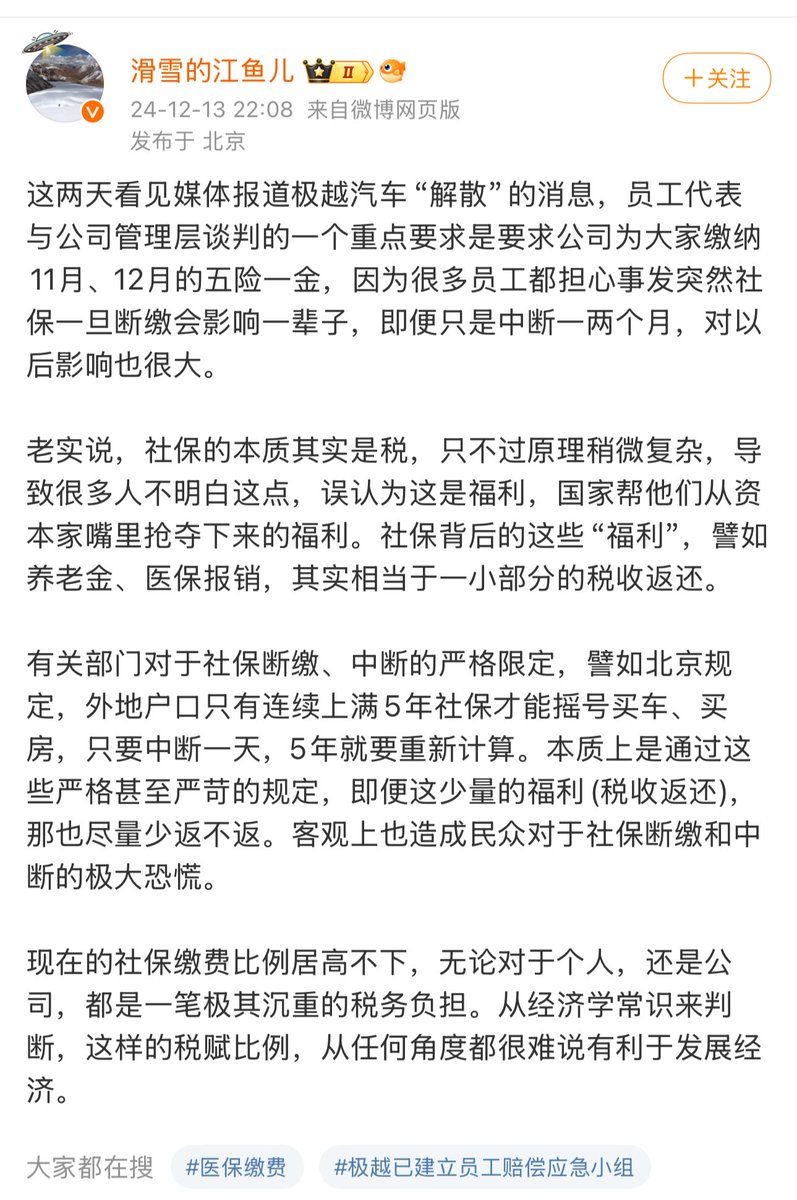 滑雪的江鱼儿 II
＋关注
24-12-13 22:08 来自微博网页版
发布于 北京
这两天看见媒体报道极越汽车“解散”的消息，员工代表
与公司管理层谈判的一个重点要求是要求公司为大家缴纳
11月、12月的五险一金，因为很多员工都担心事发突然社
保一旦断缴会影响一辈子，即便只是中断一两个月，对以
后影响也很大。
老实说，社保的本质其实是税，只不过原理稍微复杂，导
致很多人不明白这点，误认为这是福利，国家帮他们从资
本家嘴里抢夺下来的福利。社保背后的这些“福利”，譬如
养老金、医保报销，其实相当于一小部分的税收返还。
有关部门对于社保断缴、中断的严格限定，譬如北京规
定，外地户口只有连续上满5年社保才能摇号买车、买
房，只要中断一天，5年就要重新计算。本质上是通过这
些严格甚至严苛的规定，即便这少量的福利(税收返还)，
那也尽量少返不返。客观上也造成民众对于社保断缴和中
断的极大恐慌。
现在的社保缴费比例居高不下，无论对于个人，还是公
司，都是一笔极其沉重的税务负担。从经济学常识来判
断，这样的税赋比例，从任何角度都很难说有利于发展经
济。
大家都在搜 #医保缴费 #极越已建立员工赔偿应急小组